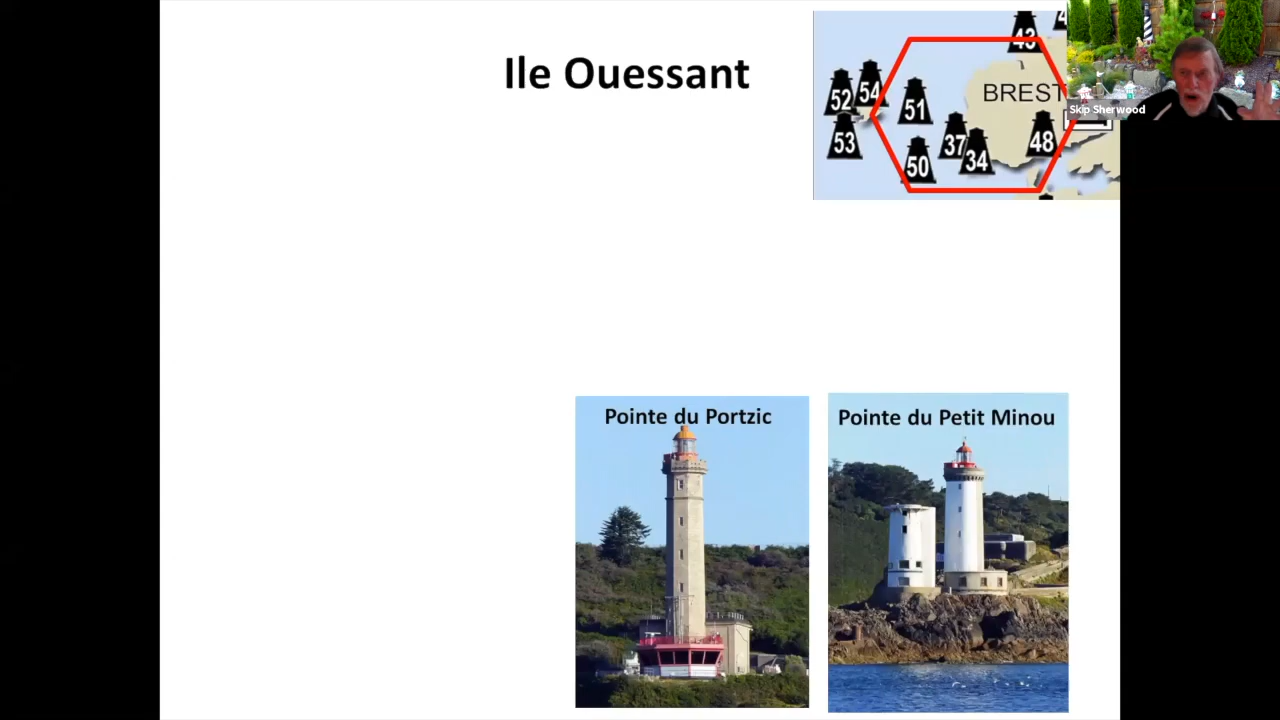 Ile Ouessant
43
52
54
51
BREST
53
50
37
34
48
Skip Sherwood
Pointe du Portzic
Pointe du Petit Minou